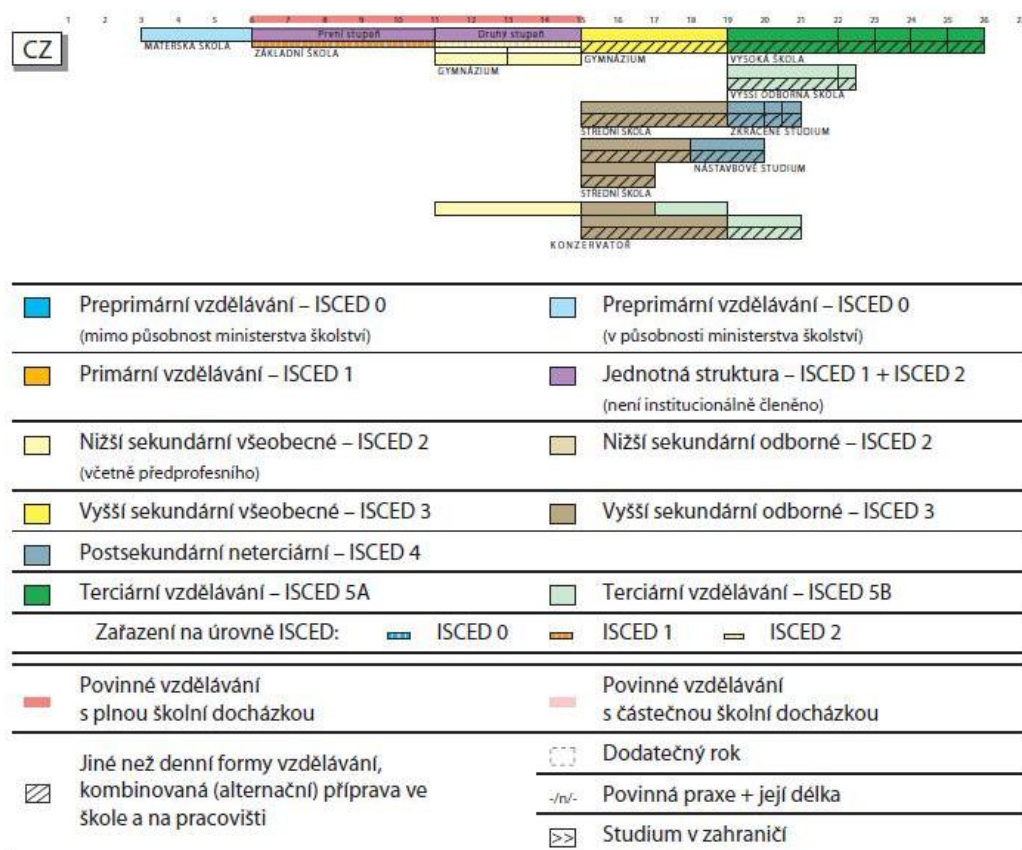 1 2 3 4 5 6 7 8 9 10 11 12 13 14 15 16 17 18 19 20 21 22 23 24 25 26
CZ
První stupeň Druhý stupeň
MATEŘSKÁ ŠKOLA ZÁKLADNÍ ŠKOLA GYMNÁZIUM VYSOKÁ ŠKOLA
GYMNÁZIUM
VYŠŠÍ ODBORNÁ ŠKOLA
STŘEDNÍ ŠKOLA ZKRÁCENÉ STUDIUM
NÁSTAVBOVÉ STUDIUM
STŘEDNÍ ŠKOLA
KONZERVATOŘ
Preprimární vzdělávání – ISCED 0
(mimo působnost ministerstva školství)
Preprimární vzdělávání – ISCED 0
(v působnosti ministerstva školství)
Primární vzdělávání – ISCED 1
Jednotná struktura – ISCED 1 + ISCED 2
(není institucionálně členěno)
Nižší sekundární všeobecné – ISCED 2
(včetně předprofesního)
Nižší sekundární odborné – ISCED 2
Vyšší sekundární všeobecné – ISCED 3
Vyšší sekundární odborné – ISCED 3
Postsekundární neterciární – ISCED 4
Terciární vzdělávání – ISCED 5A
Terciární vzdělávání – ISCED 5B
Zařazení na úrovně ISCED: ISCED 0 ISCED 1 ISCED 2
Povinné vzdělávání
s plnou školní docházkou
Povinné vzdělávání
s částečnou školní docházkou
Jiné než denní formy vzdělávání,
kombinovaná (alternační) příprava ve
škole a na pracovišti
Dodatečný rok
-/n/- Povinná praxe + její délka
>> Studium v zahraničí